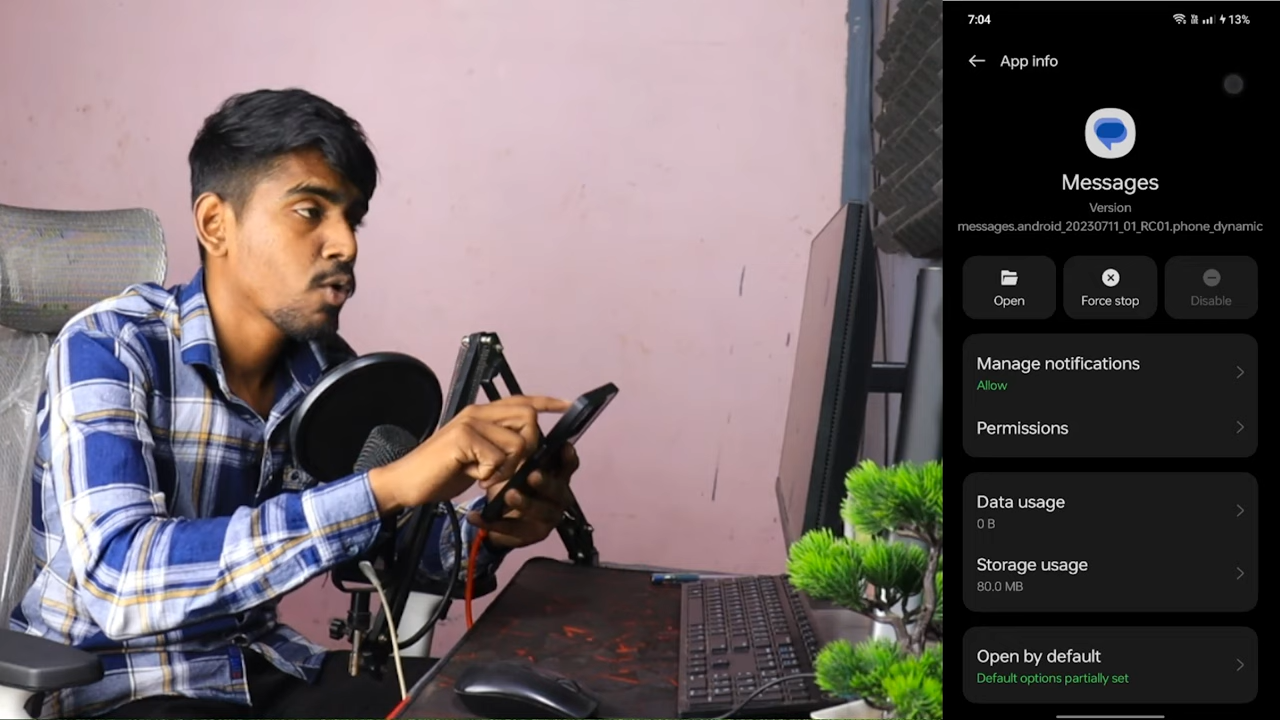 7:04
13%
App info
Messages
Version
messages.android_20230711_01_RC01.phone_dynamic
Open
Force stop
Disable
Manage notifications
Allow
Permissions
Data usage
0 B
Storage usage
80.0 MB
Open by default
Default options partially set